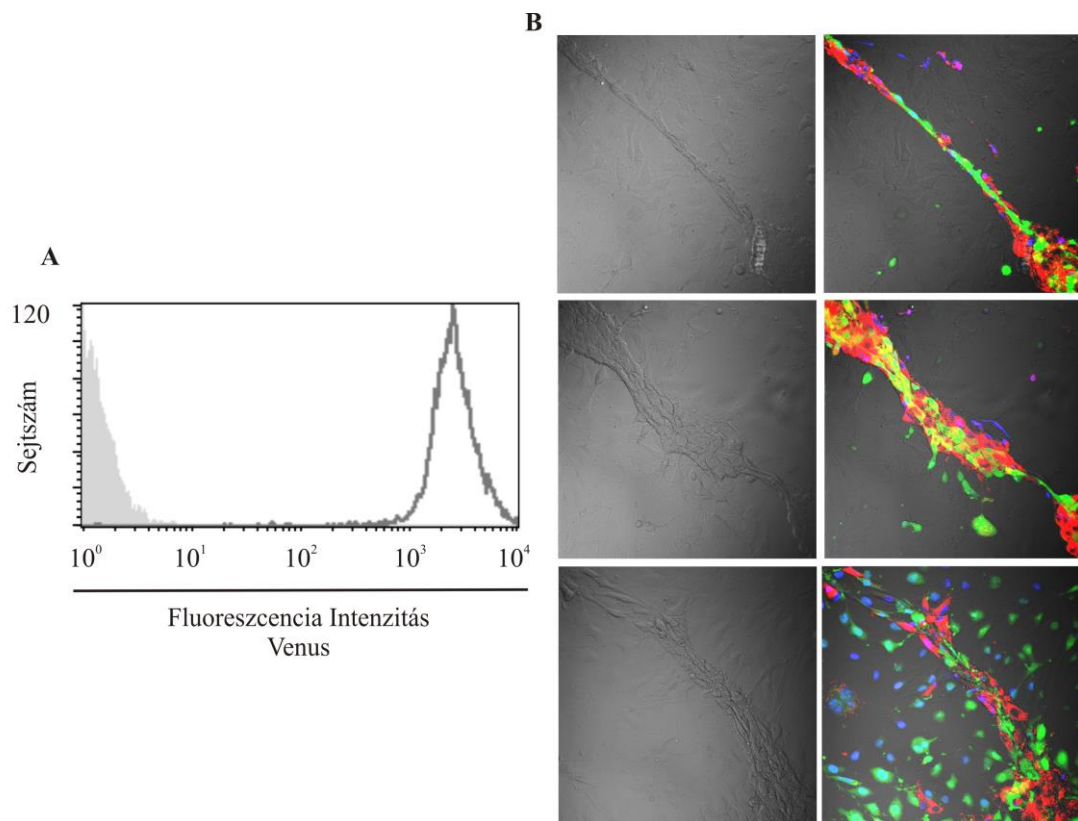 B
A
120
Sejtszám
10⁰ 10¹ 10² 10³ 10⁴
Fluoreszcencia Intenzitás
Venus